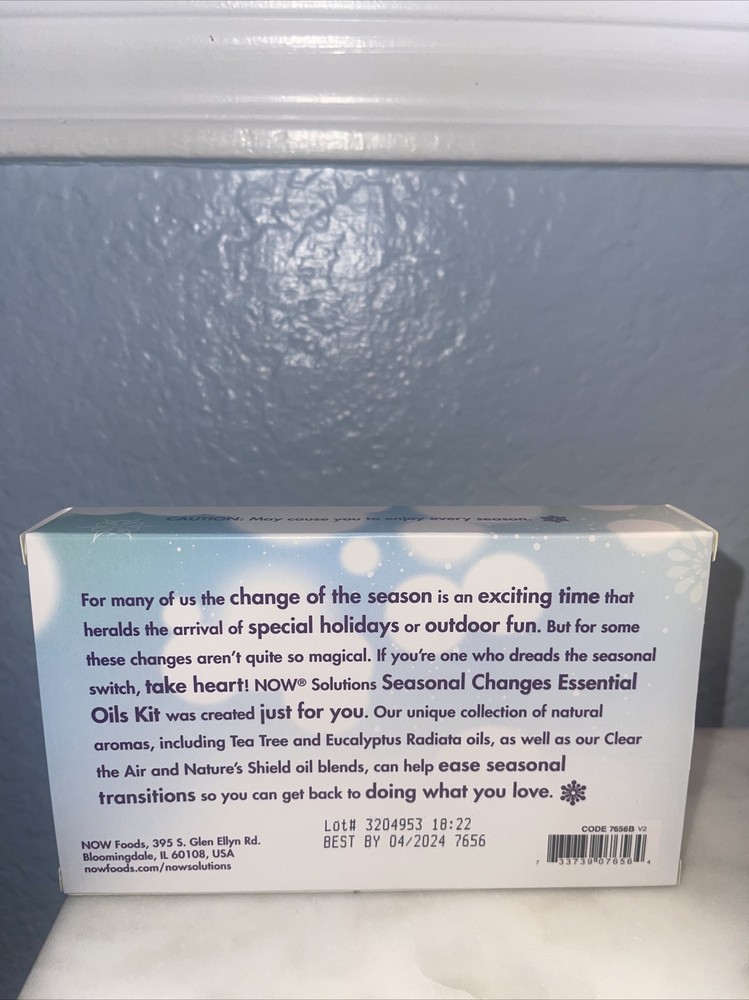 CAUTION: May cause you to enjoy every season.
For many of us the change of the season is an exciting time that
heralds the arrival of special holidays or outdoor fun. But for some
these changes aren't quite so magical. If you're one who dreads the seasonal
switch, take heart! NOW® Solutions Seasonal Changes Essential
Oils Kit was created just for you. Our unique collection of natural
aromas, including Tea Tree and Eucalyptus Radiata oils, as well as our Clear
the Air and Nature's Shield oil blends, can help ease seasonal
transitions so you can get back to doing what you love.
NOW Foods, 395 S. Glen Ellyn Rd.
Bloomingdale, IL 60108, USA
nowfoods.com/nowsolutions
Lot# 3204953 18:22
BEST BY 04/2024 7656
CODE 7656B V2
7 33739 07656 4